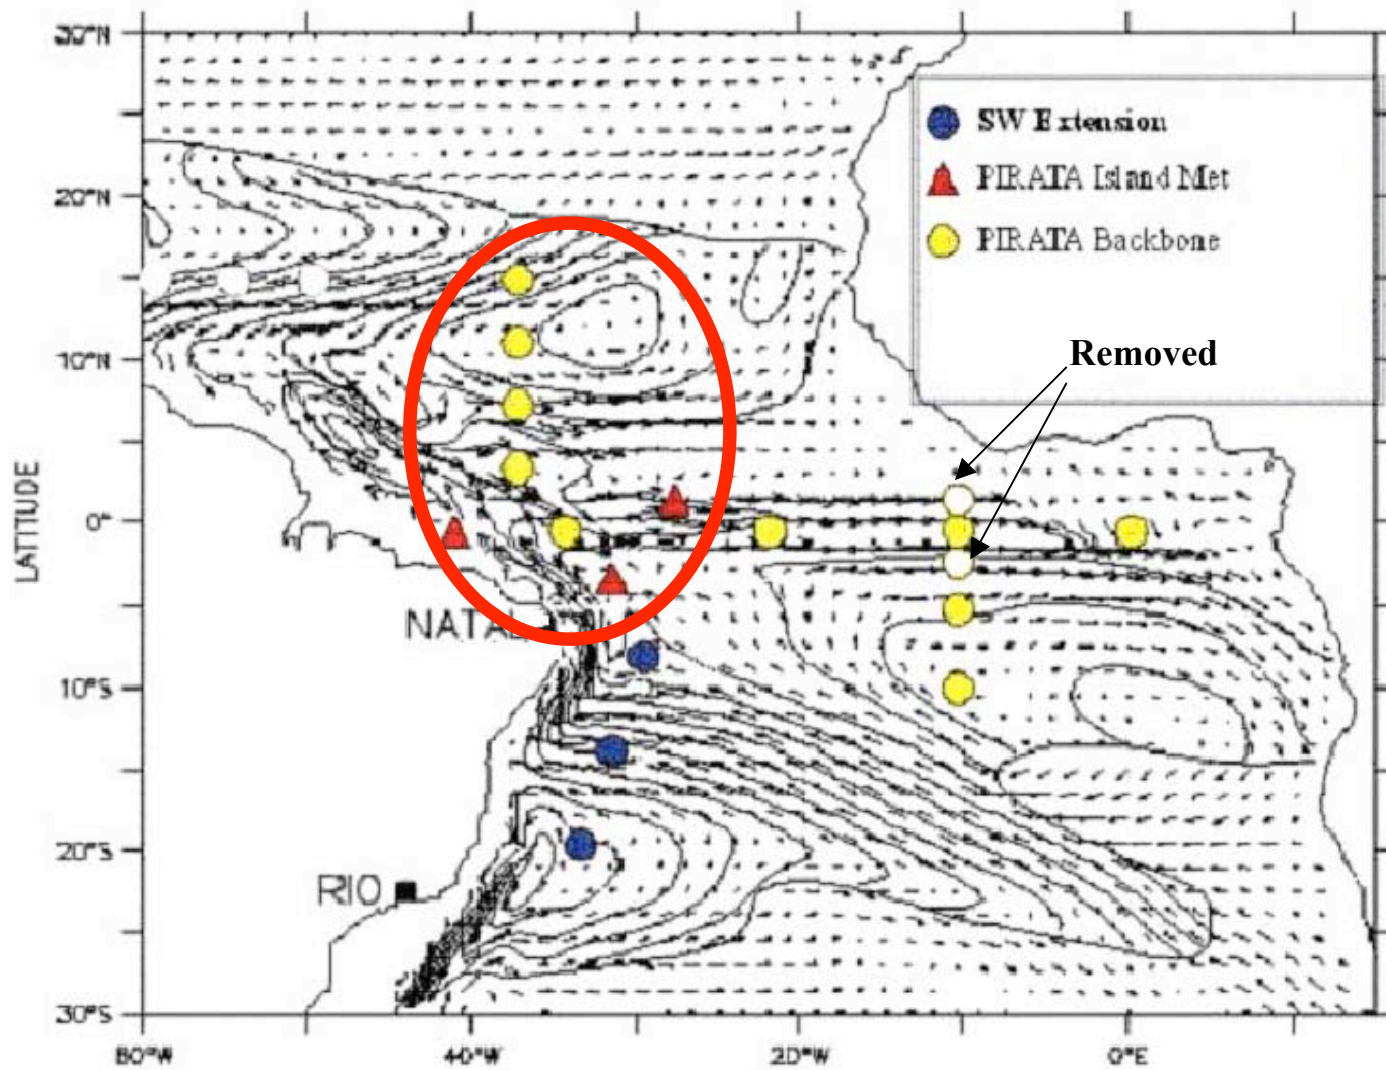 30°N
SW Extension
PIRATA Island Met
20°N
PIRATA Backbone
Removed
10°N
LATITUDE
0°
NATAL
10°S
20°S
RIO
30°S
60°W
40°W
20°W
0°E